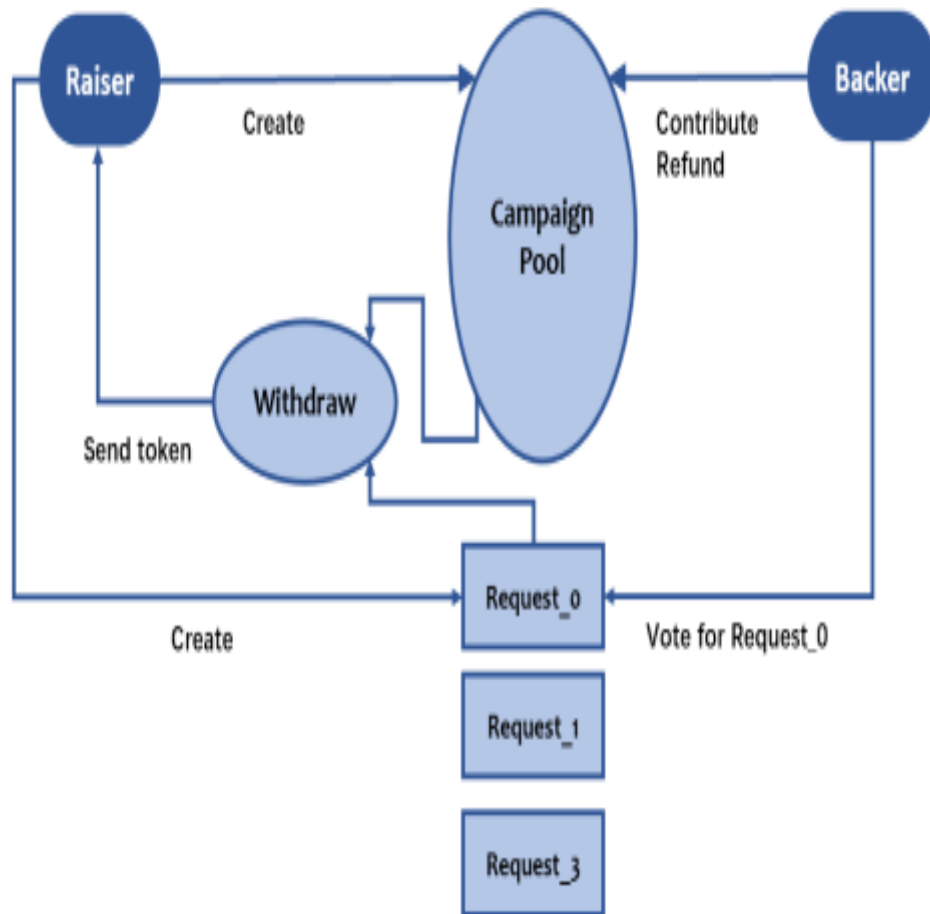 Raiser
Backer
Create
Contribute
Refund
Campaign
Pool
Withdraw
Send token
Request_0
Create
Vote for Request_0
Request_1
Request_3